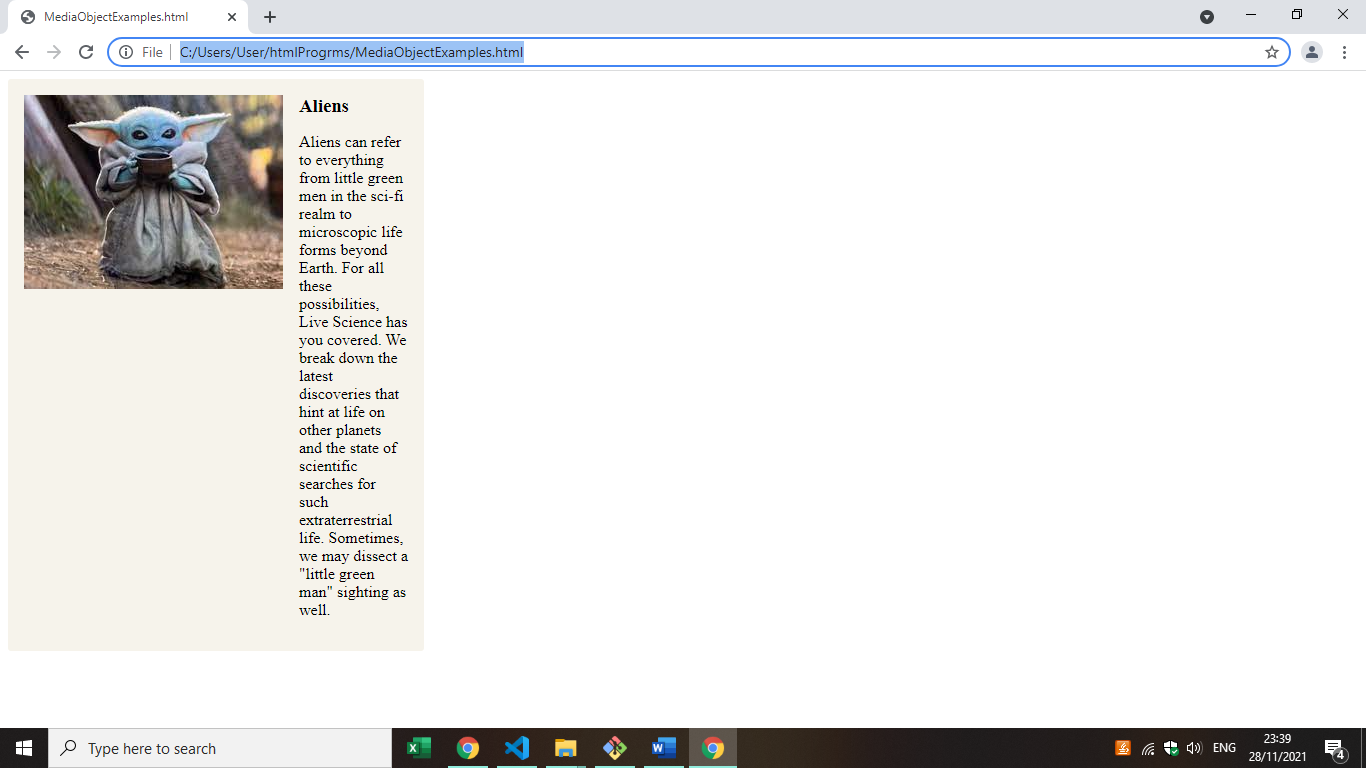 MediaObjectExamples.html
File
C:/Users/User/htmlProgrms/MediaObjectExamples.html
Aliens
Aliens can refer
to everything
from little green
men in the sci-fi
realm to
microscopic life
forms beyond
Earth. For all
these
possibilities,
Live Science has
you covered. We
break down the
latest
discoveries that
hint at life on
other planets
and the state of
scientific
searches for
such
extraterrestrial
life. Sometimes,
we may dissect a
"little green
man" sighting as
well.
Type here to search
ENG
23:39
28/11/2021
4